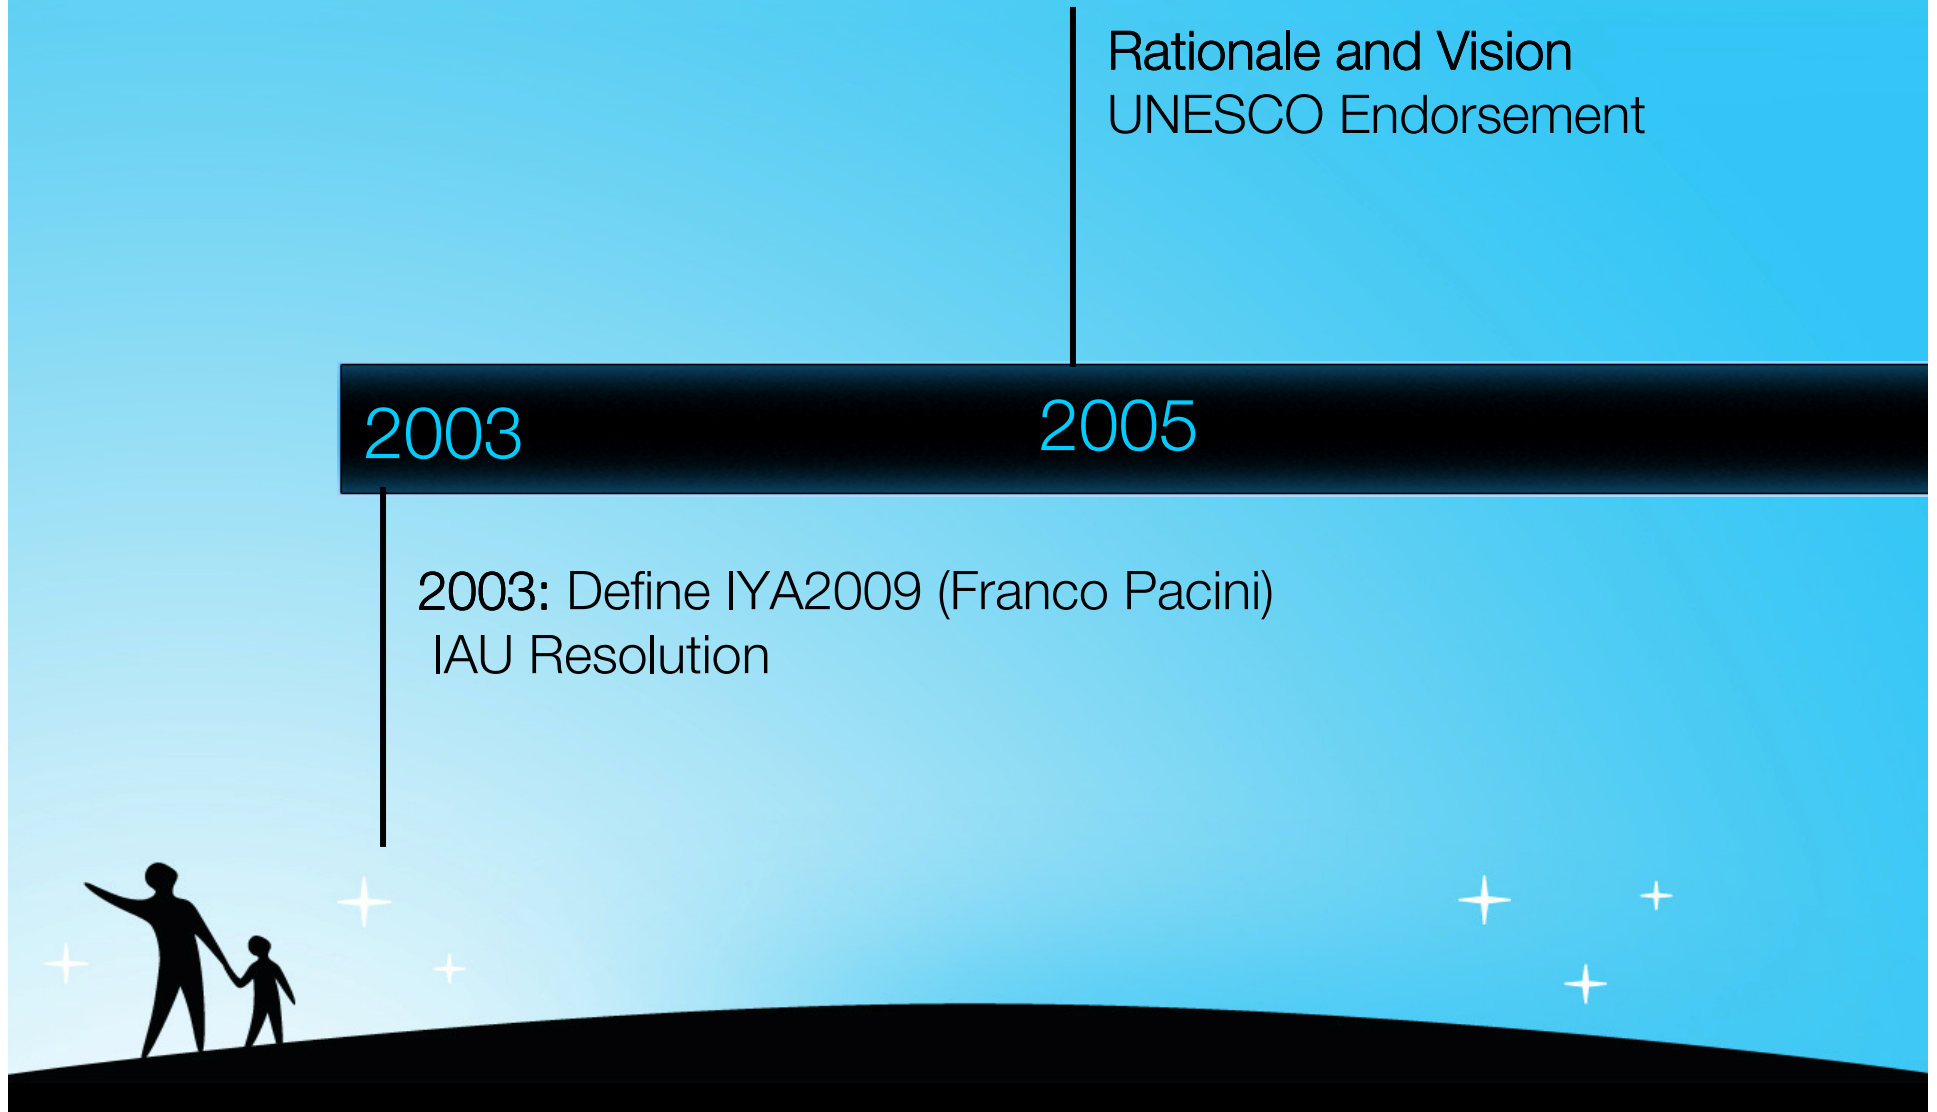 Rationale and Vision
UNESCO Endorsement
2003
2005
2003: Define IYA2009 (Franco Pacini)
IAU Resolution